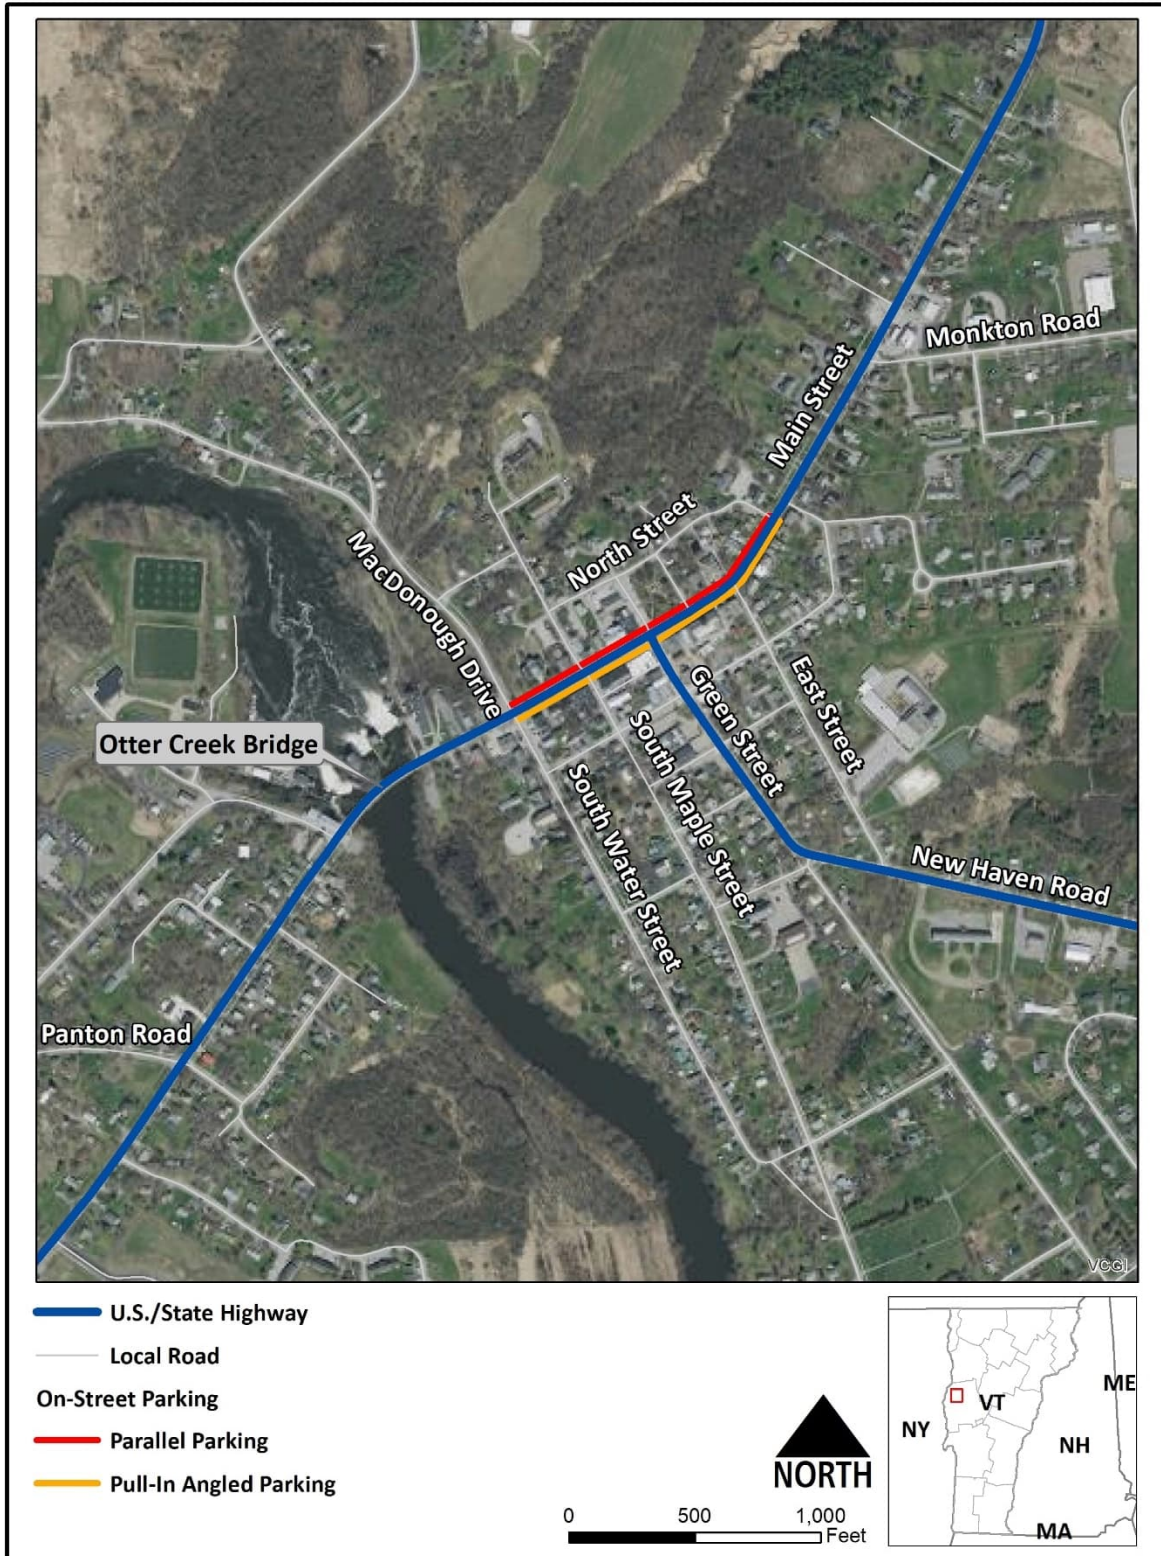 Monkton Road
Main Street
North Street
MacDonough Drive
Otter Creek Bridge
Green Street
East Street
South Maple Street
South Water Street
New Haven Road
Panton Road
VCGI
U.S./State Highway
Local Road
On-Street Parking
Parallel Parking
Pull-In Angled Parking
NORTH
0 500 1,000
Feet
ME
VT
NY
NH
MA